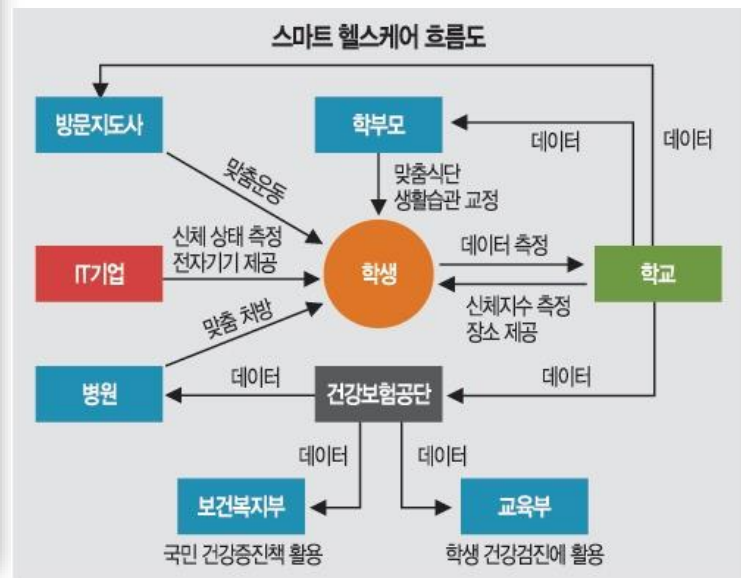 스마트 헬스케어 흐름도
방문지도사
학부모
데이터
데이터
맞춤운동
맞춤식단
생활습관 교정
IT기업
신체 상태 측정
전자기기 제공
학생
데이터 측정
학교
신체지수 측정
장소 제공
맞춤 처방
병원
데이터
건강보험공단
데이터
데이터
데이터
보건복지부
교육부
국민 건강증진책 활용
학생 건강검진에 활용